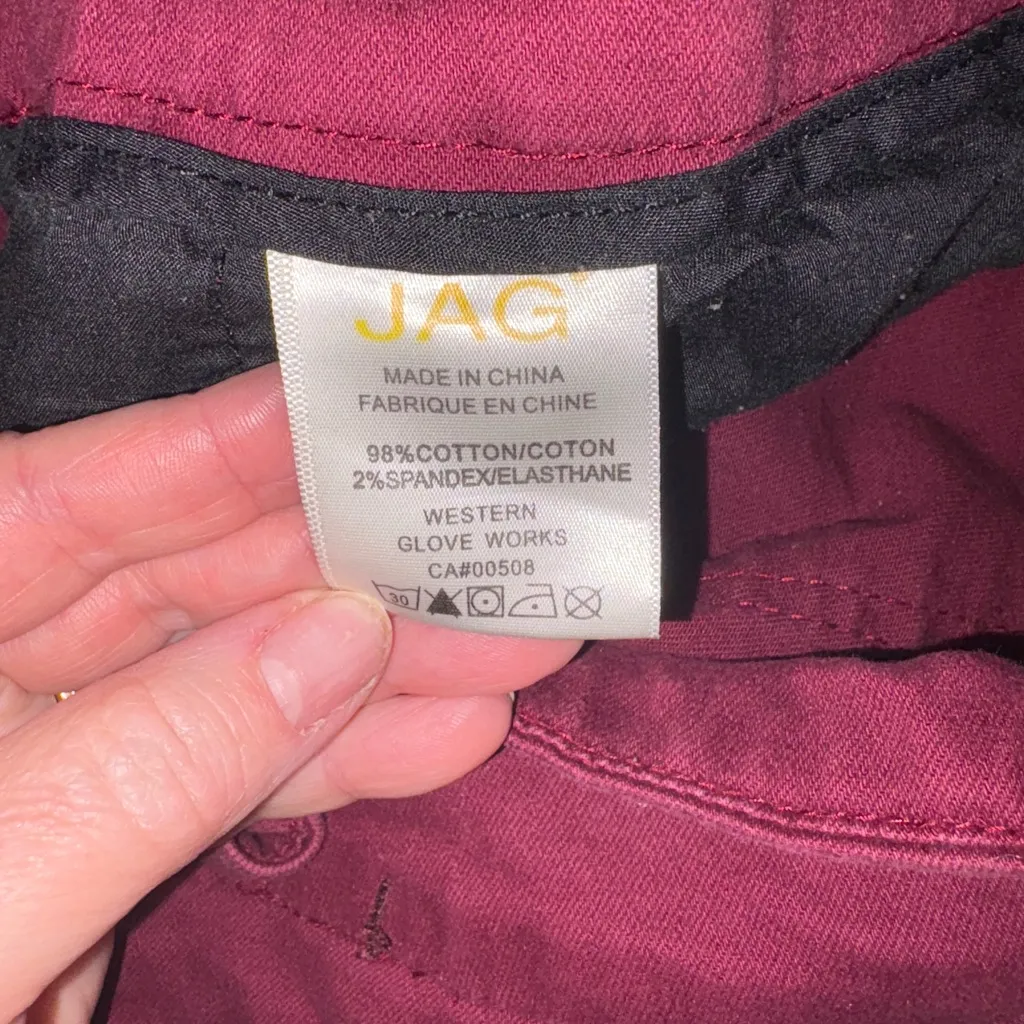 JAG
MADE IN CHINA
FABRIQUE EN CHINE
98%COTTON/COTON
2%SPANDEX/ELASTHANE
WESTERN
GLOVE WORKS
CA#00508
30